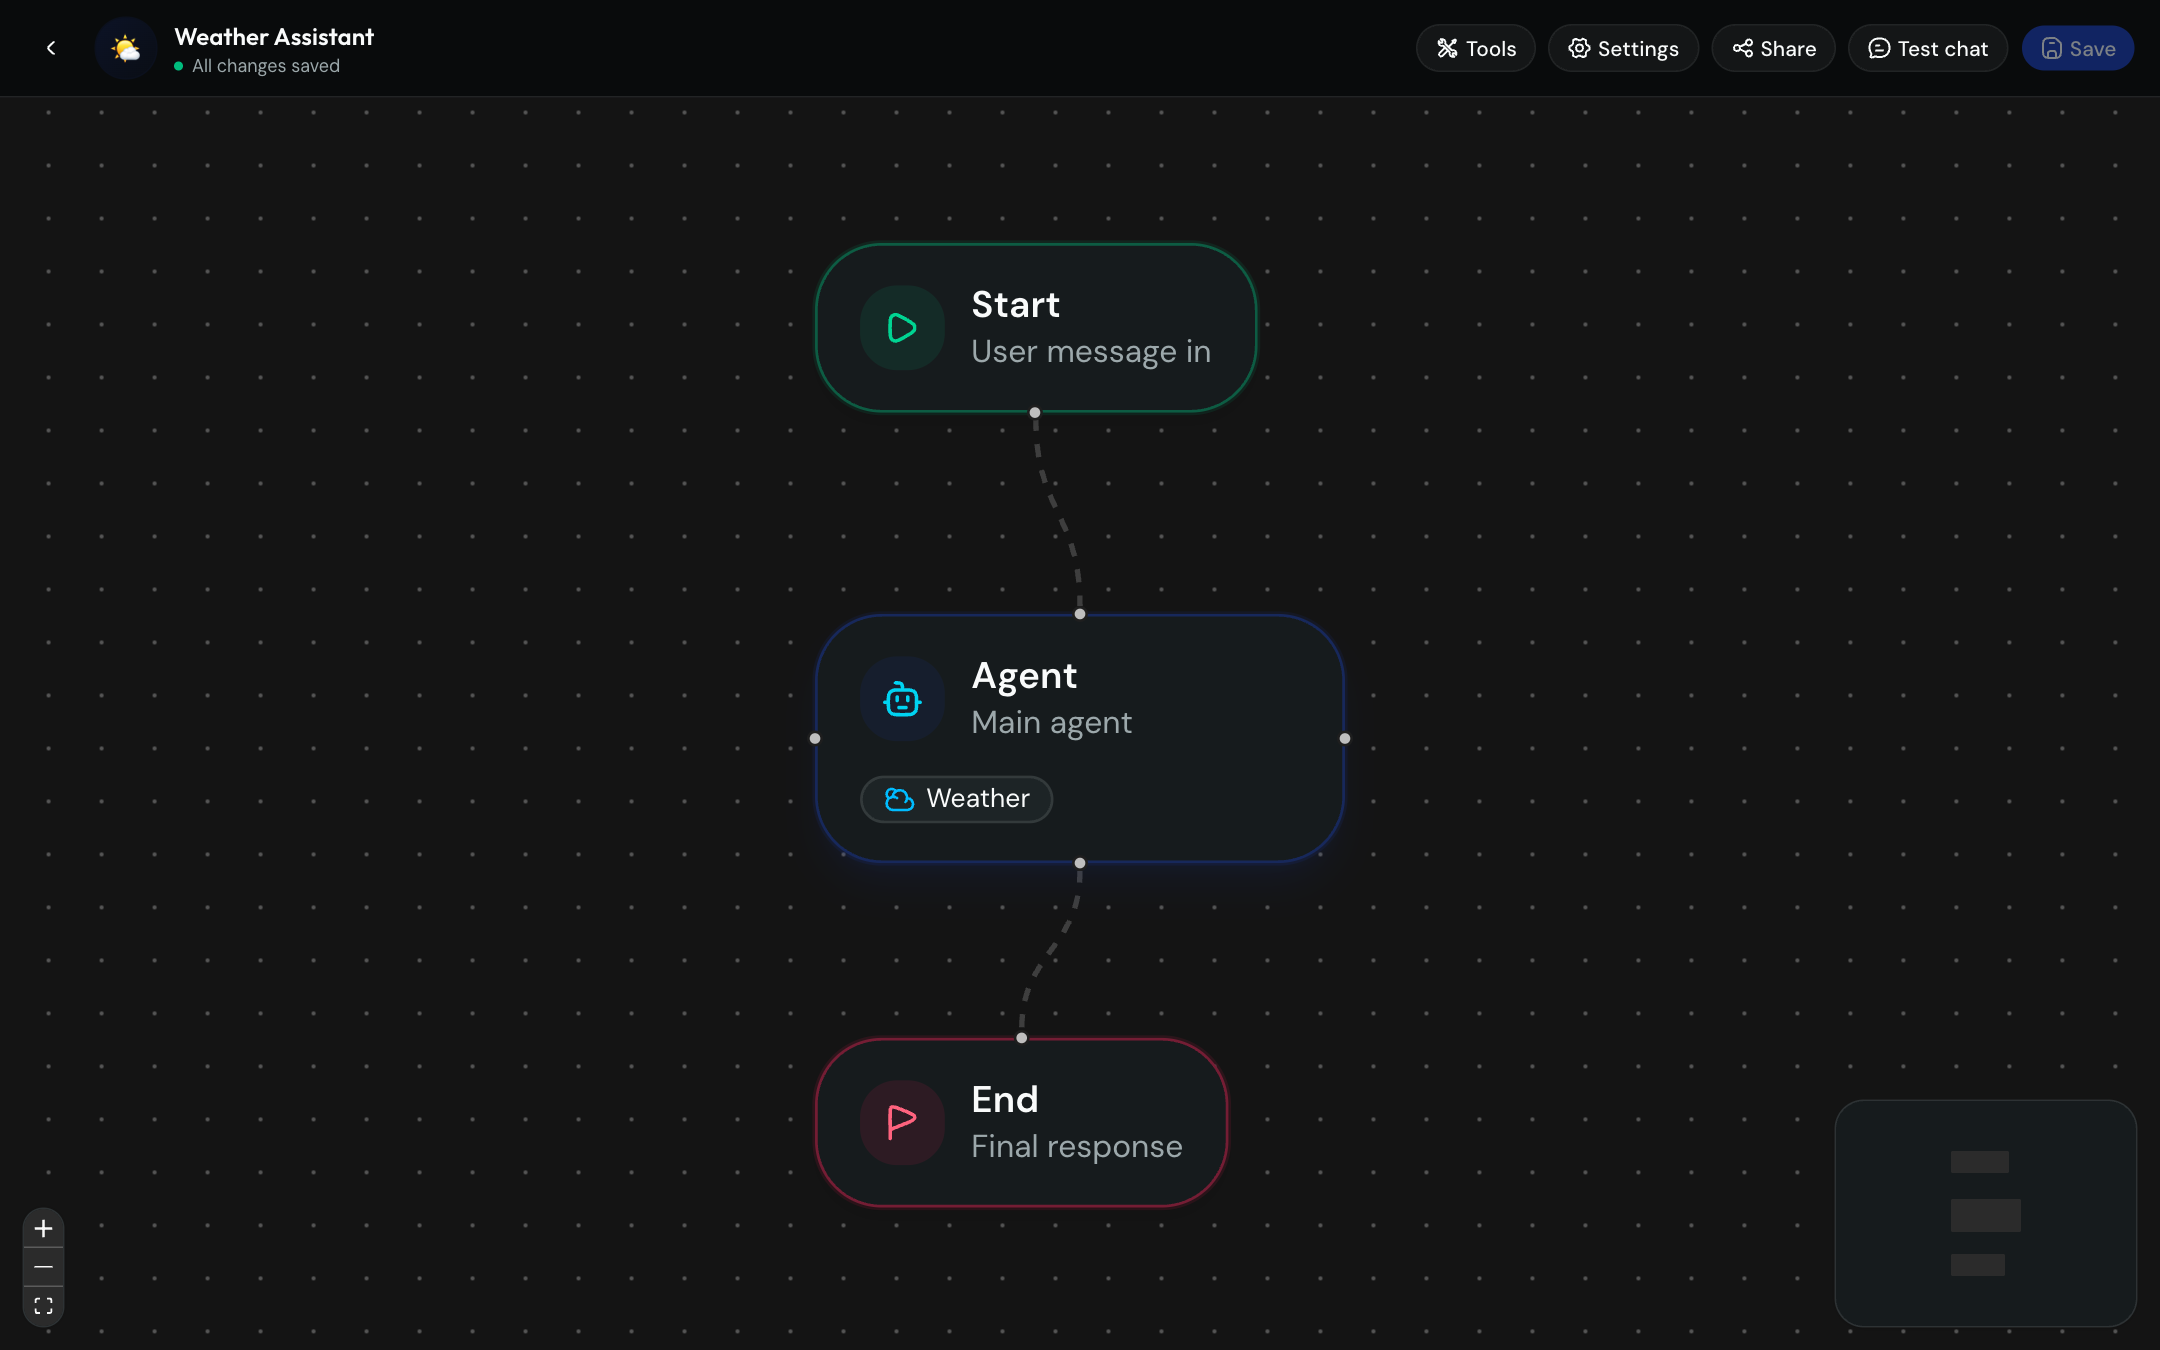 Weather Assistant
All changes saved
Tools
Settings
Share
Test chat
Save
Start
User message in
Agent
Main agent
Weather
End
Final response